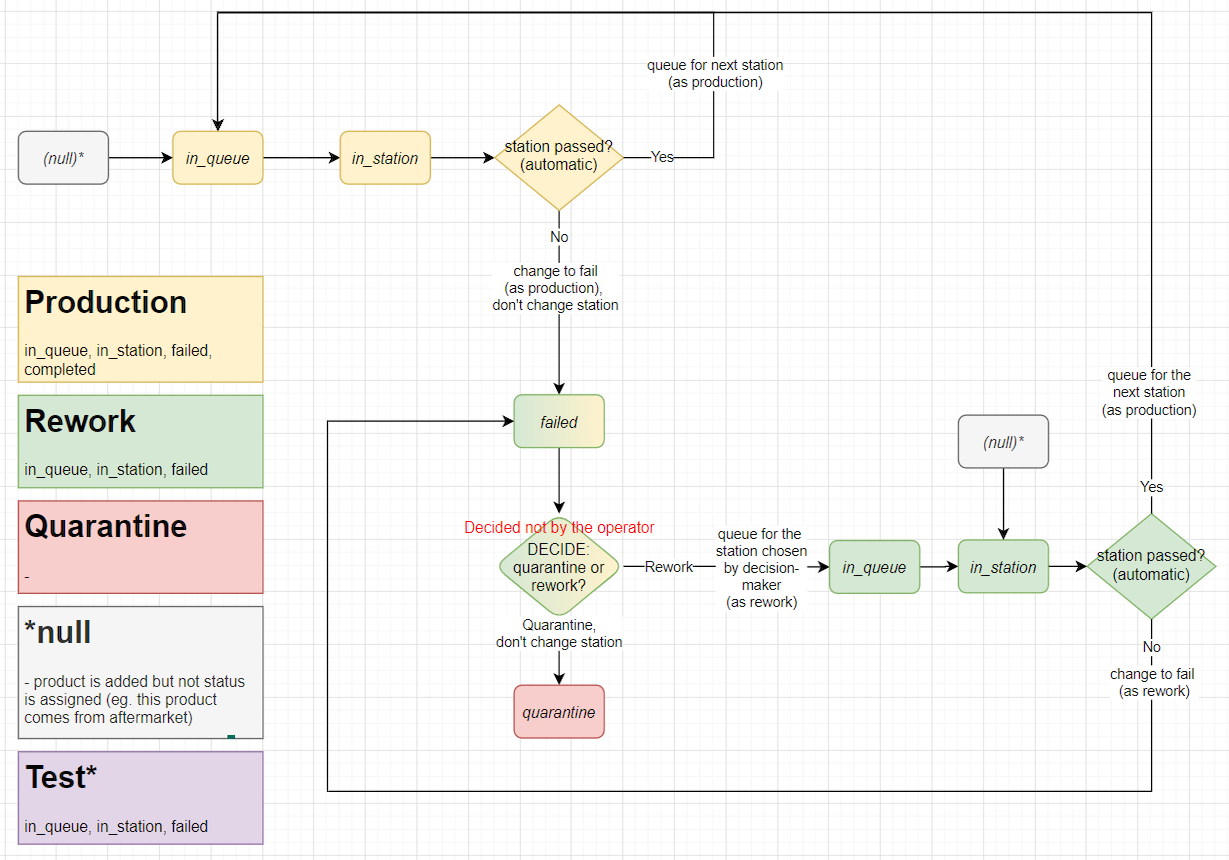 queue for next station
(as production)
(null)*
in_queue
in_station
station passed?
(automatic)
Yes
No
change to fail
(as production),
don't change station
Production
in_queue, in_station, failed,
completed
Rework
in_queue, in_station, failed
Quarantine
-
*null
- product is added but not status
is assigned (eg. this product
comes from aftermarket)
Test*
in_queue, in_station, failed
failed
Decided not by the operator
DECIDE:
quarantine or
rework?
Rework
queue for the
station chosen
by decision-
maker
(as rework)
in_queue
(null)*
in_station
station passed?
(automatic)
queue for the
next station
(as production)
Yes
No
change to fail
(as rework)
Quarantine,
don't change station
quarantine